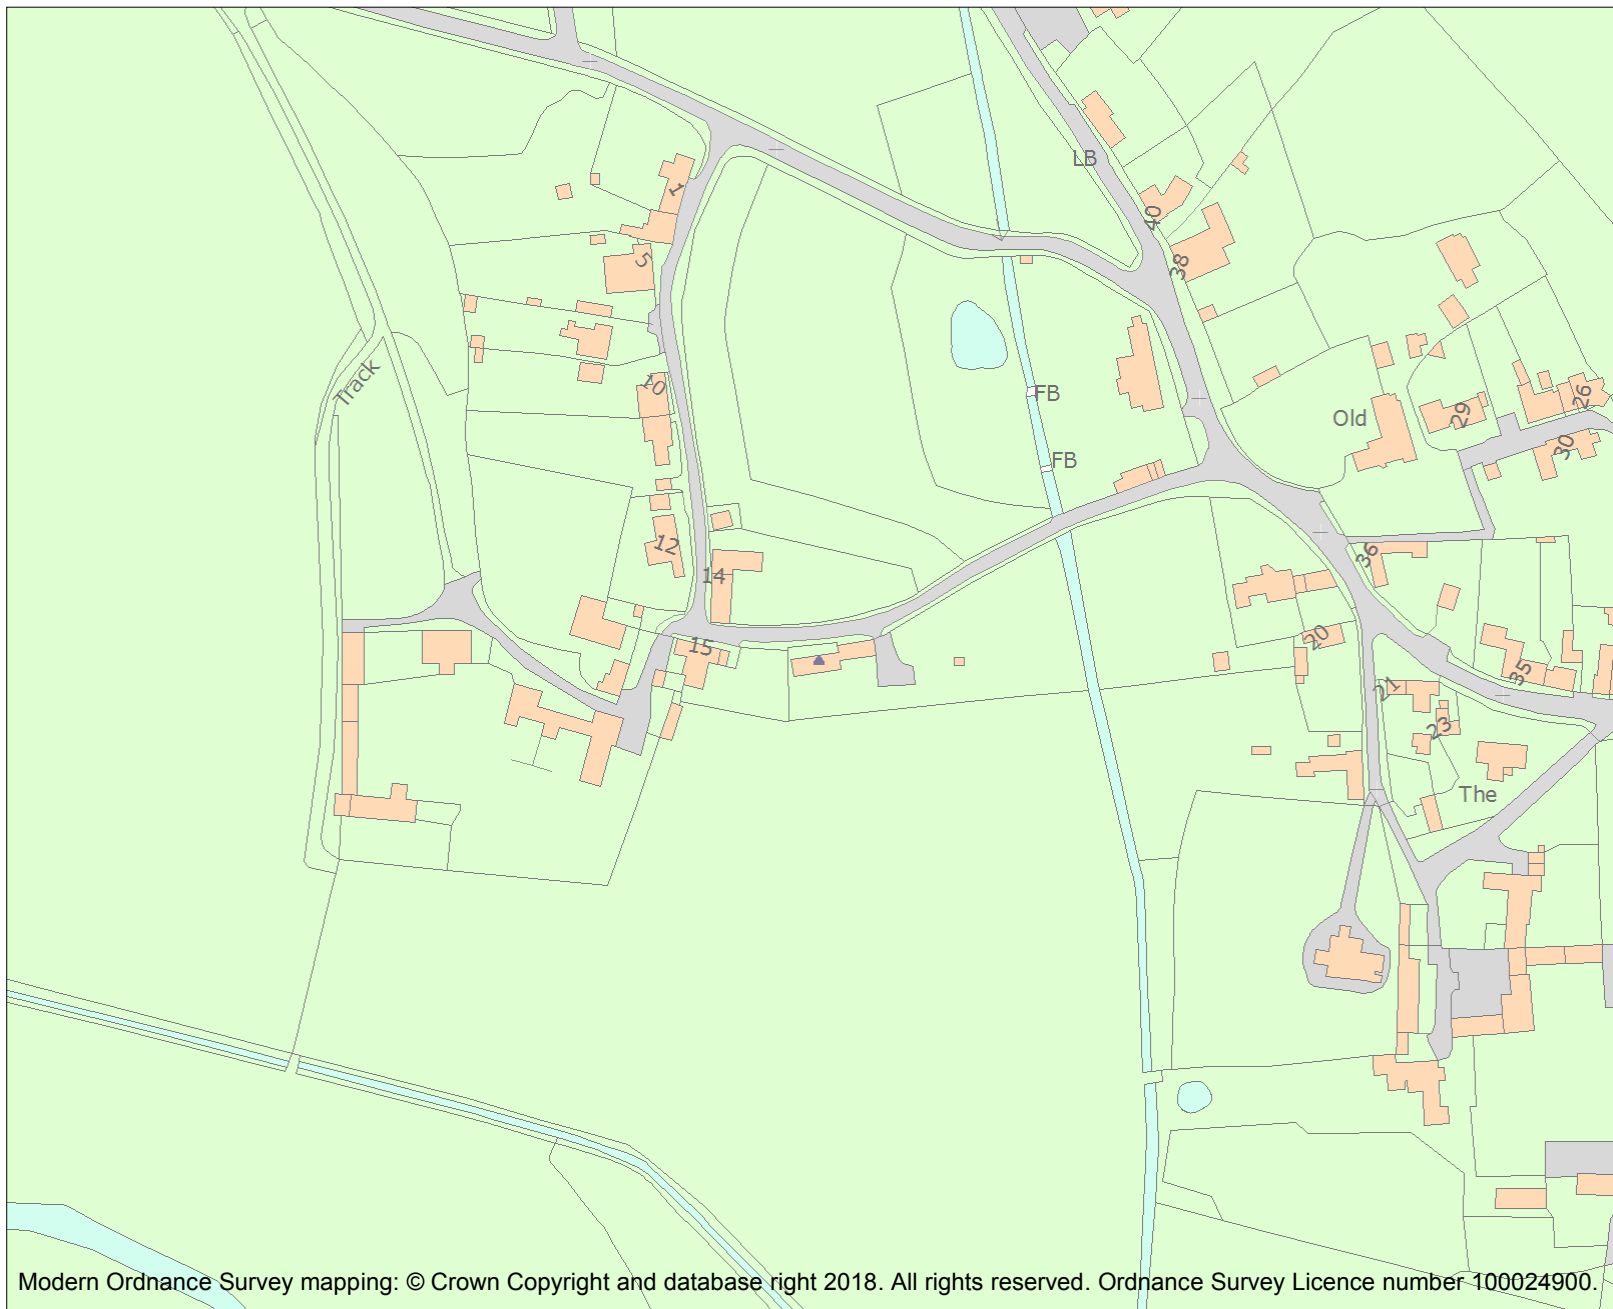 LB
1
40
5
38
Track
10
FB
Old
29
26
FB
30
12
36
14
20
15
35
21
23
The
Modern Ordnance Survey mapping: © Crown Copyright and database right 2018. All rights reserved. Ordnance Survey Licence number 100024900.